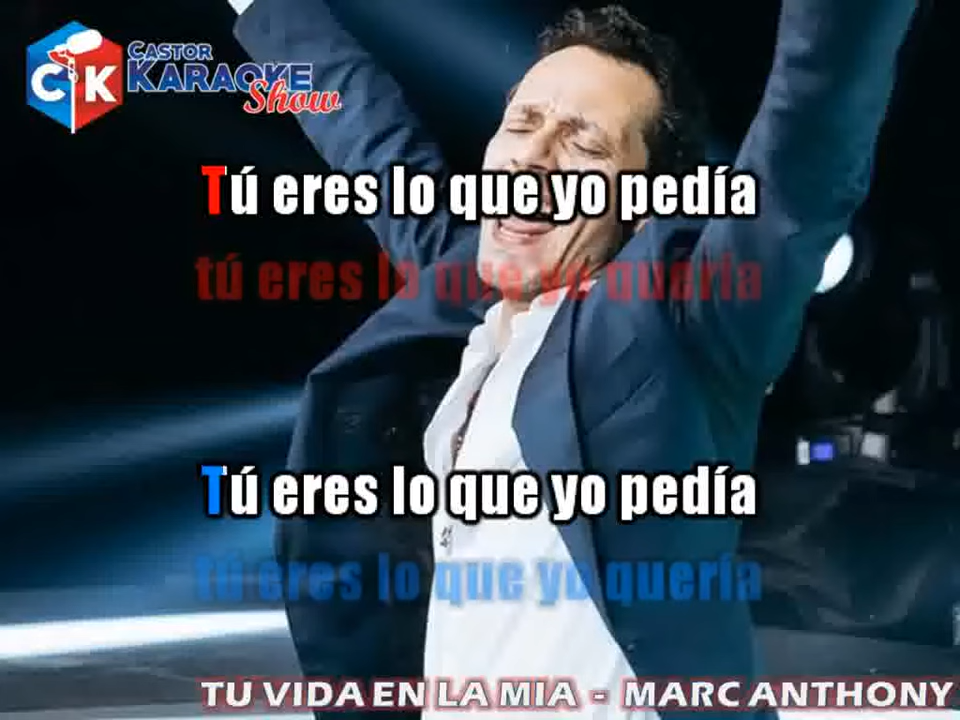 CASTOR
KARAOKE
Show
CK
Tú eres lo que yo pedía
tú eres lo que yo quería
Tú eres lo que yo pedía
tú eres lo que yo quería
TU VIDA EN LA MIA - MARC ANTHONY